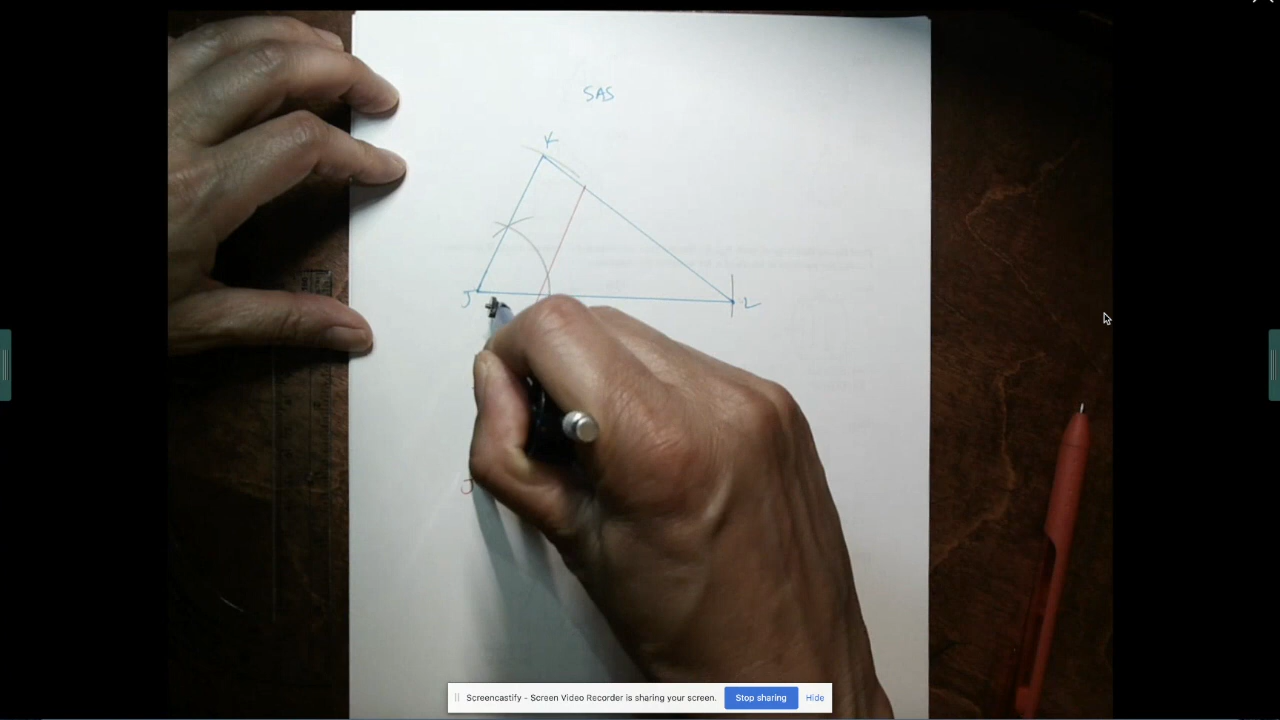 SAS
K
J
L
J
Screencastify - Screen Video Recorder is sharing your screen.
Stop sharing
Hide